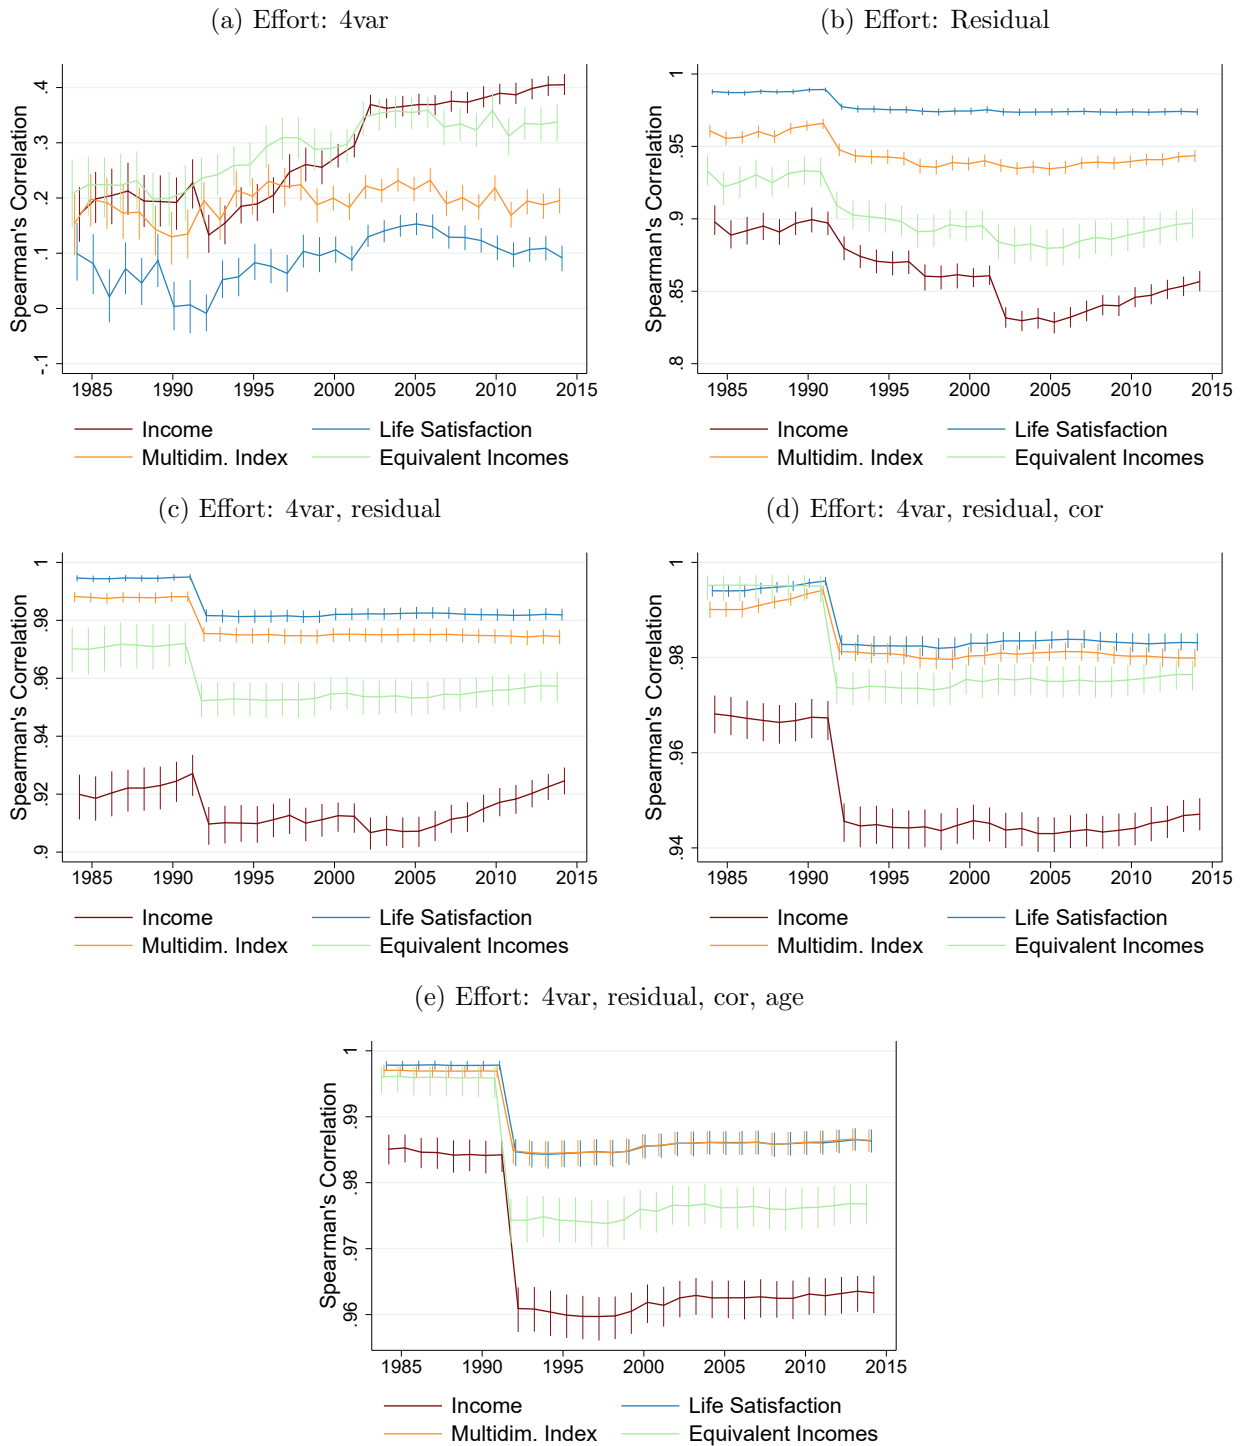 (a) Effort: 4var
(b) Effort: Residual
Spearman's Correlation
.4
.3
.2
.1
0
-.1
1985 1990 1995 2000 2005 2010 2015
Income
Life Satisfaction
Multidim. Index
Equivalent Incomes
Spearman's Correlation
1
.95
.9
.85
.8
1985 1990 1995 2000 2005 2010 2015
Income
Life Satisfaction
Multidim. Index
Equivalent Incomes
(c) Effort: 4var, residual
(d) Effort: 4var, residual, cor
Spearman's Correlation
1
.98
.96
.94
.92
.9
1985 1990 1995 2000 2005 2010 2015
Income
Life Satisfaction
Multidim. Index
Equivalent Incomes
Spearman's Correlation
1
.98
.96
.94
1985 1990 1995 2000 2005 2010 2015
Income
Life Satisfaction
Multidim. Index
Equivalent Incomes
(e) Effort: 4var, residual, cor, age
Spearman's Correlation
1
.99
.98
.97
.96
1985 1990 1995 2000 2005 2010 2015
Income
Life Satisfaction
Multidim. Index
Equivalent Incomes